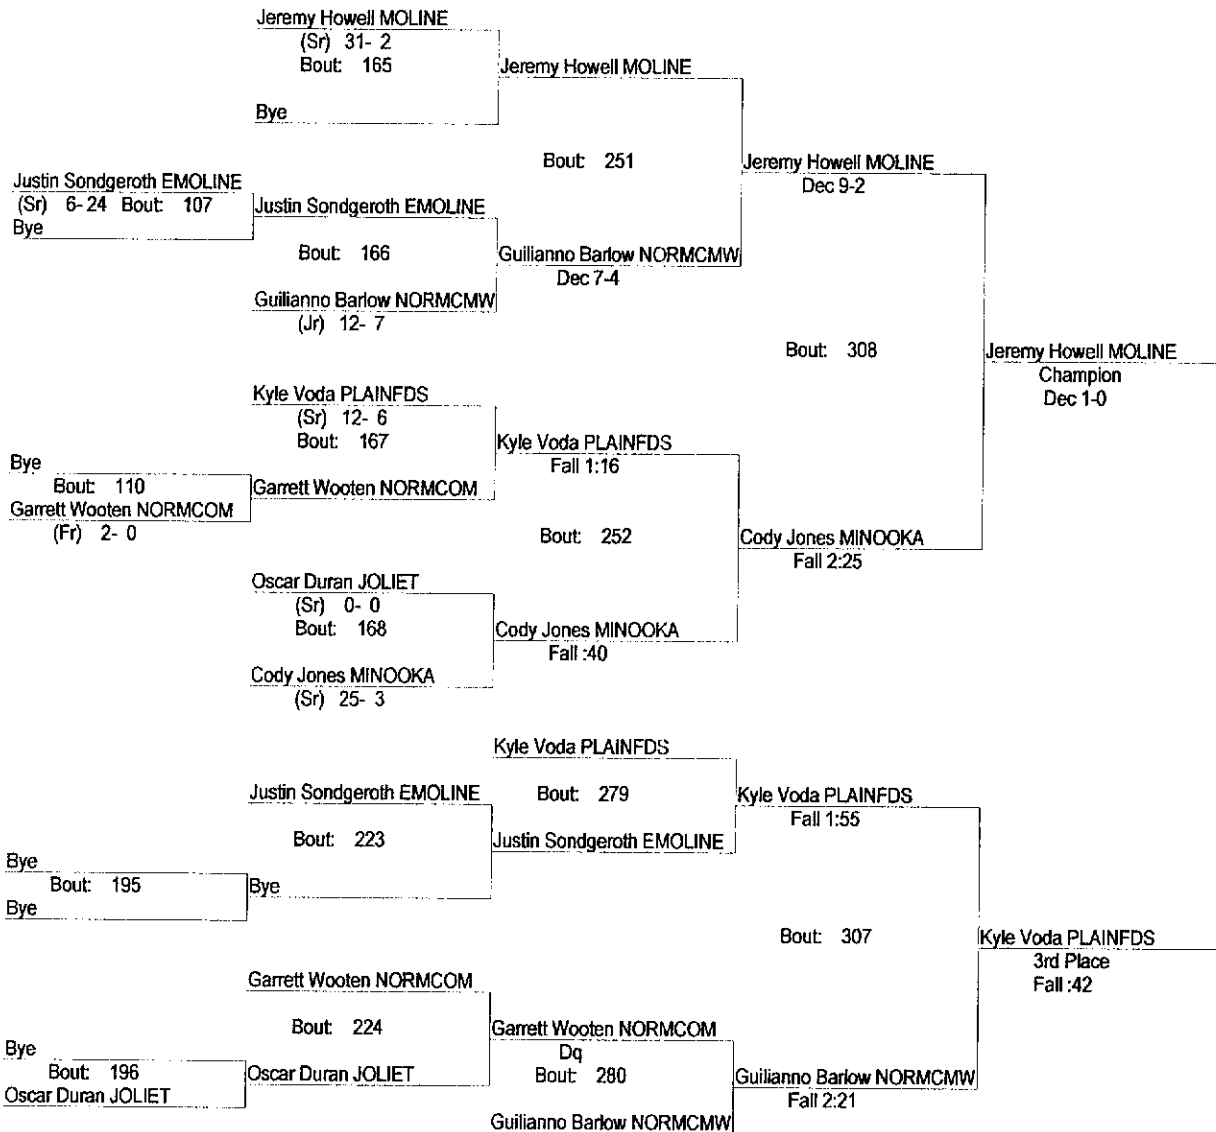 Jeremy Howell MOLINE
(Sr) 31- 2
Bout: 165
Jeremy Howell MOLINE
Bye
Bout: 251
Jeremy Howell MOLINE
Dec 9-2
Justin Sondgeroth EMOLINE
(Sr) 6- 24 Bout: 107
Bye
Justin Sondgeroth EMOLINE
Bout: 166
Guilianno Barlow NORMCMW
Dec 7-4
Guilianno Barlow NORMCMW
(Jr) 12- 7
Bout: 308
Jeremy Howell MOLINE
Champion
Dec 1-0
Kyle Voda PLAINFDS
(Sr) 12- 6
Bout: 167
Kyle Voda PLAINFDS
Fall 1:16
Bye
Bout: 110
Garrett Wooten NORMCOM
(Fr) 2- 0
Garrett Wooten NORMCOM
Bout: 252
Cody Jones MINOOKA
Fall 2:25
Oscar Duran JOLIET
(Sr) 0- 0
Bout: 168
Cody Jones MINOOKA
Fall :40
Cody Jones MINOOKA
(Sr) 25- 3
Kyle Voda PLAINFDS
Justin Sondgeroth EMOLINE
Bout: 279
Kyle Voda PLAINFDS
Fall 1:55
Bout: 223
Justin Sondgeroth EMOLINE
Bye
Bout: 195
Bye
Bye
Bout: 307
Kyle Voda PLAINFDS
3rd Place
Fall :42
Garrett Wooten NORMCOM
Bout: 224
Garrett Wooten NORMCOM
Dq
Bout: 280
Bye
Bout: 196
Oscar Duran JOLIET
Oscar Duran JOLIET
Guilianno Barlow NORMCMW
Fall 2:21
Guilianno Barlow NORMCMW